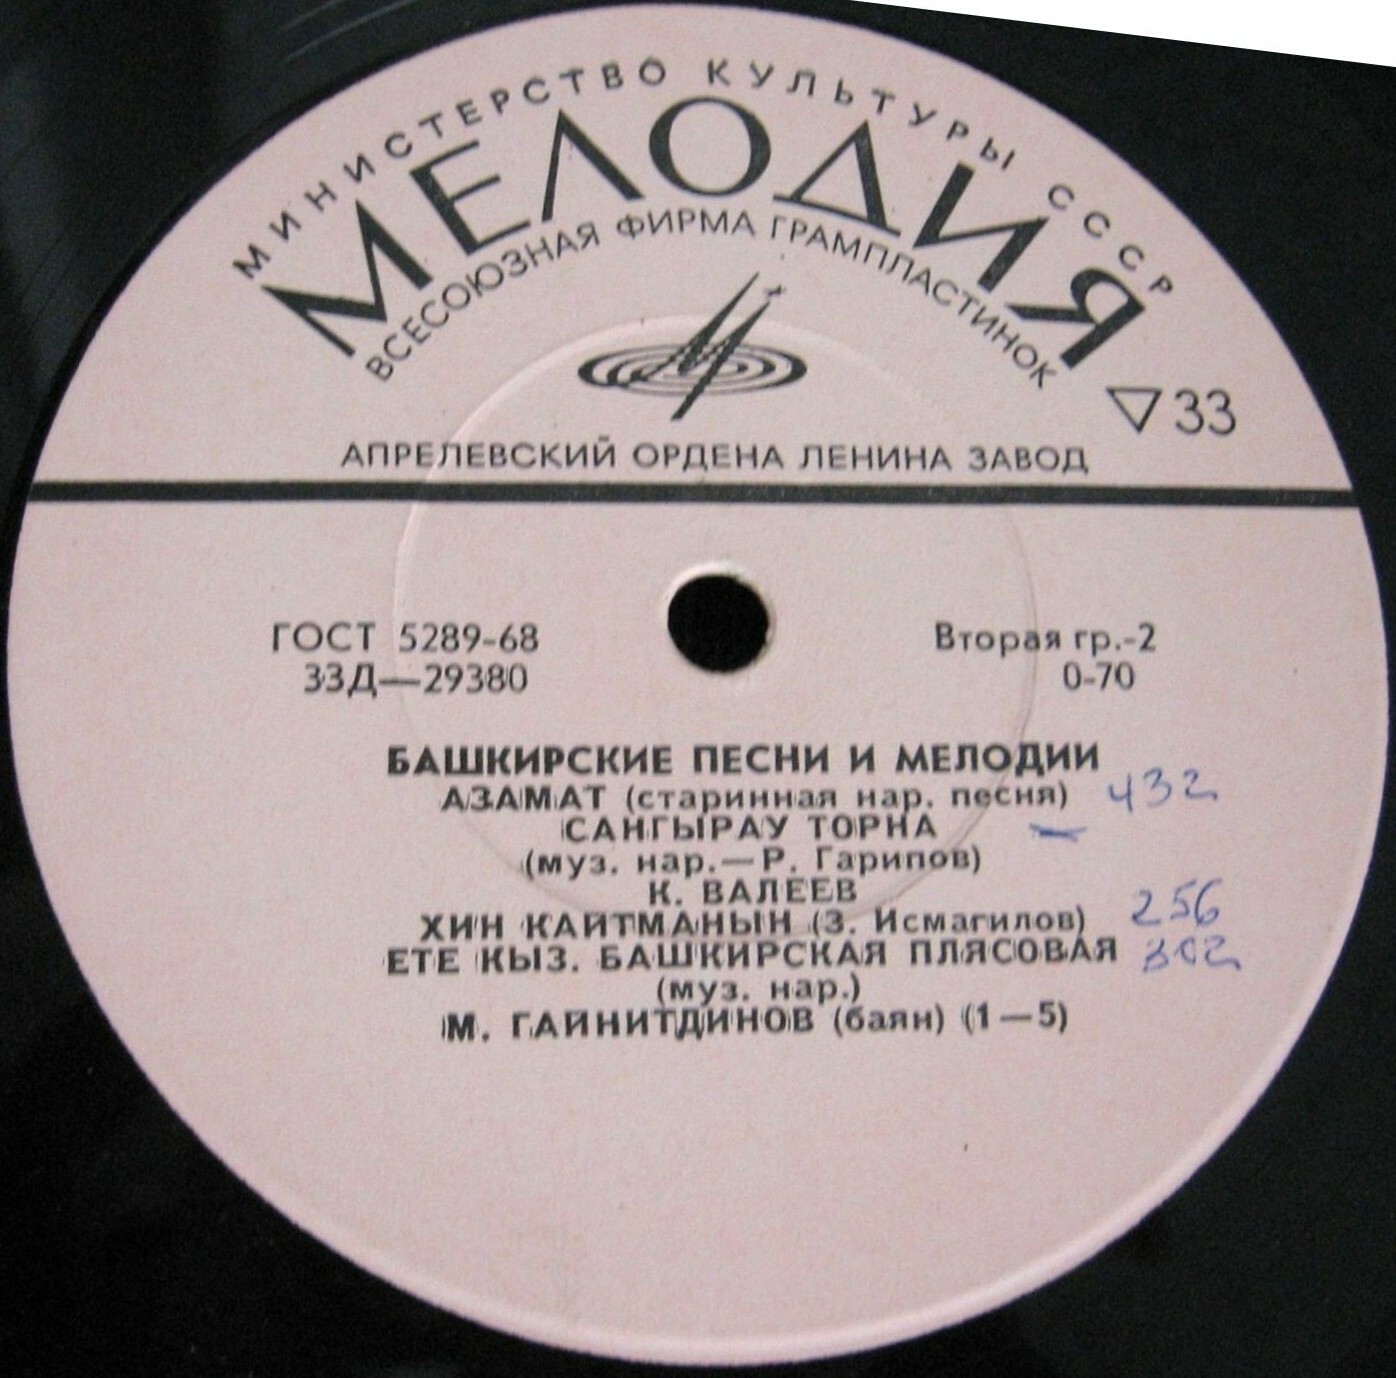 МИНИСТЕРСТВО КУЛЬТУРЫ СССР
МЕЛОДИЯ
ВСЕСОЮЗНАЯ ФИРМА ГРАМПЛАСТИНОК
▽33
АПРЕЛЕВСКИЙ ОРДЕНА ЛЕНИНА ЗАВОД
ГОСТ 5289-68 Вторая гр.-2
33Д—29380 0-70
БАШКИРСКИЕ ПЕСНИ И МЕЛОДИИ
АЗАМАТ (старинная нар. песня) 432
САНГЫРАУ ТОРНА
(муз. нар.—Р. Гарипов)
К. ВАЛЕЕВ
ХИН КАЙТМАНЫН (З. Исмагилов) 256
ЕТЕ КЫЗ. БАШКИРСКАЯ ПЛЯСОВАЯ 302
(муз. нар.)
М. ГАЙНИТДИНОВ (баян) (1—5)